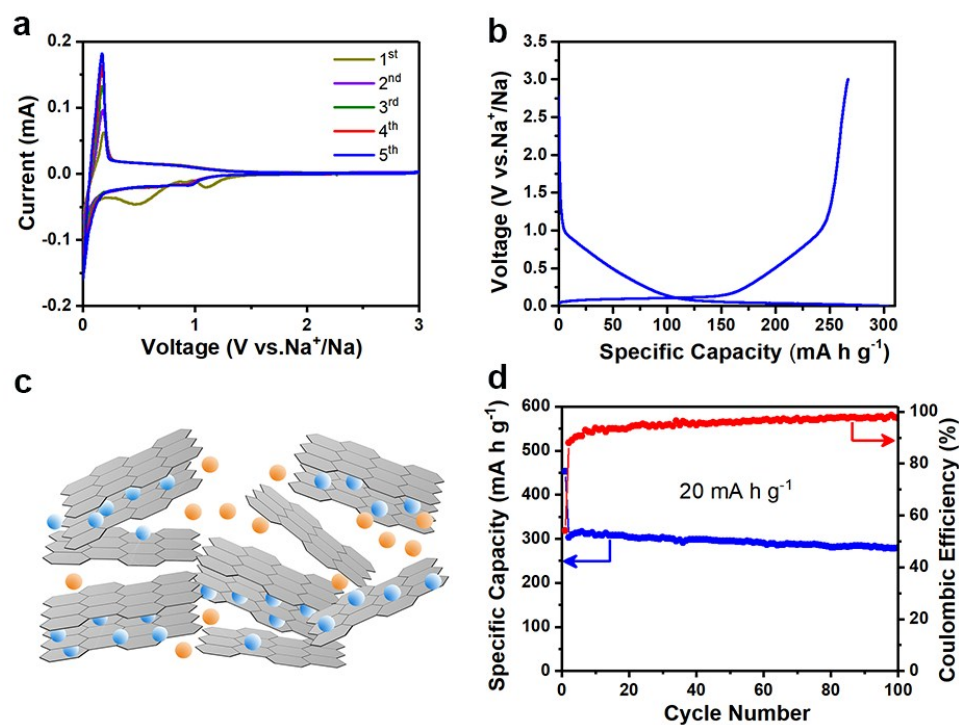 a
0.2
0.1
0.0
-0.1
-0.2
Current (mA)
1st
2nd
3rd
4th
5th
0
1
2
3
Voltage (V vs.Na+/Na)
b
3.5
3.0
2.5
2.0
1.5
1.0
0.5
0.0
Voltage (V vs.Na+/Na)
0
50
100
150
200
250
300
Specific Capacity (mA h g-1)
c
d
600
550
500
450
400
350
300
250
0
Specific Capacity (mA h g-1)
20 mA h g-1
100
80
60
40
20
0
Coulombic Efficiency (%)
0
20
40
60
80
100
Cycle Number